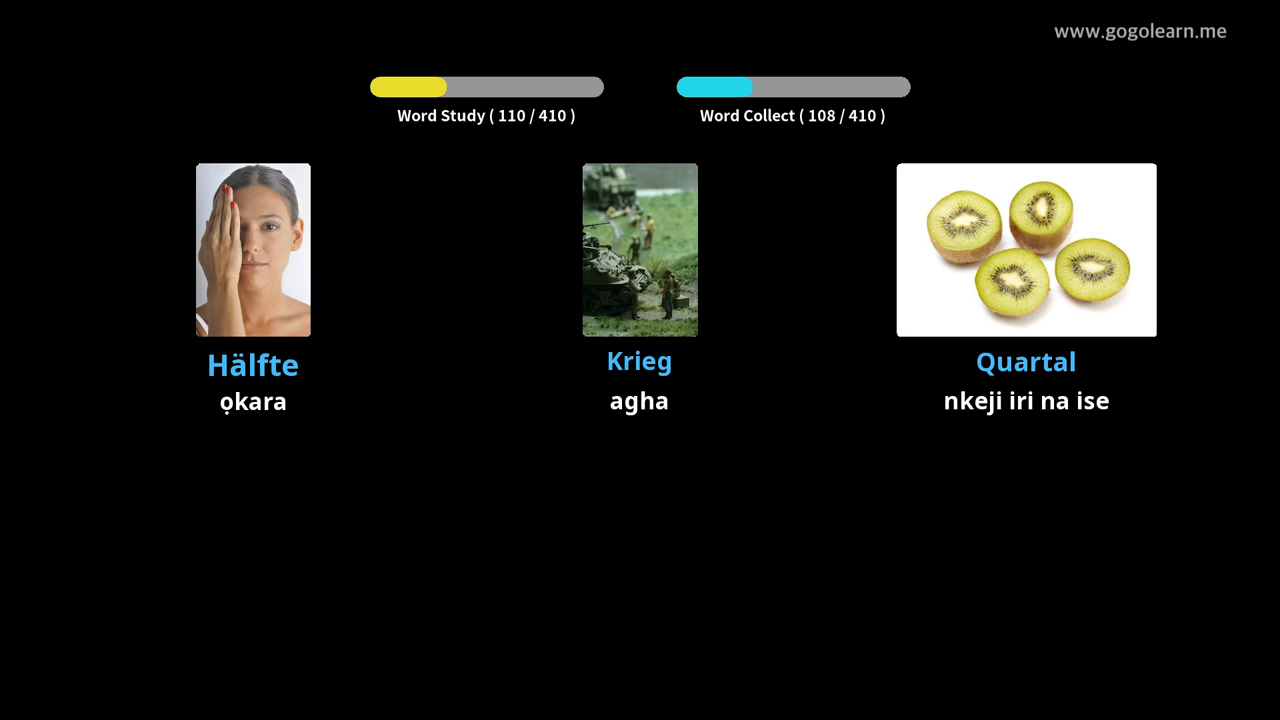 www.gogolearn.me
Word Study ( 110 / 410 )
Word Collect ( 108 / 410 )
Hälfte
ọkara
Krieg
agha
Quartal
nkeji iri na ise